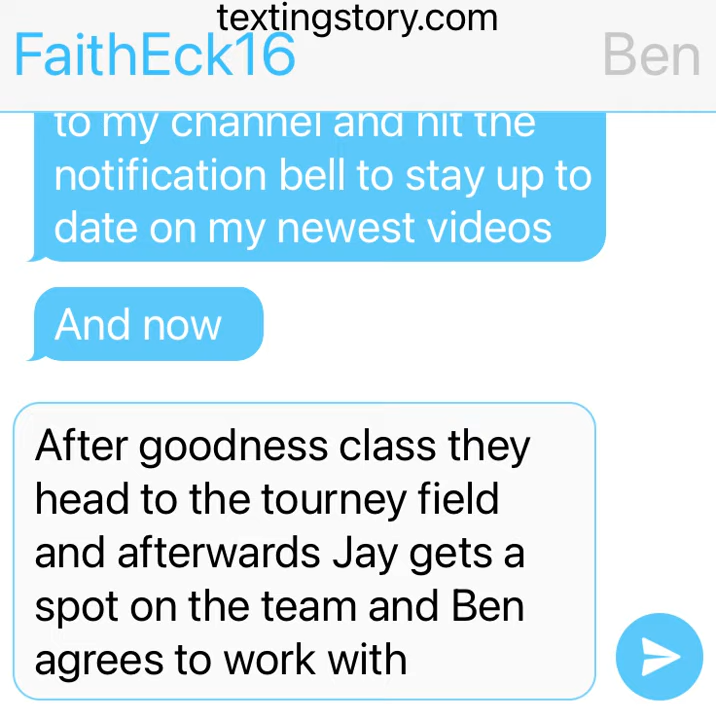 textingstory.com
FaithEck16 Ben
to my channel and hit the
notification bell to stay up to
date on my newest videos
And now
After goodness class they
head to the tourney field
and afterwards Jay gets a
spot on the team and Ben
agrees to work with